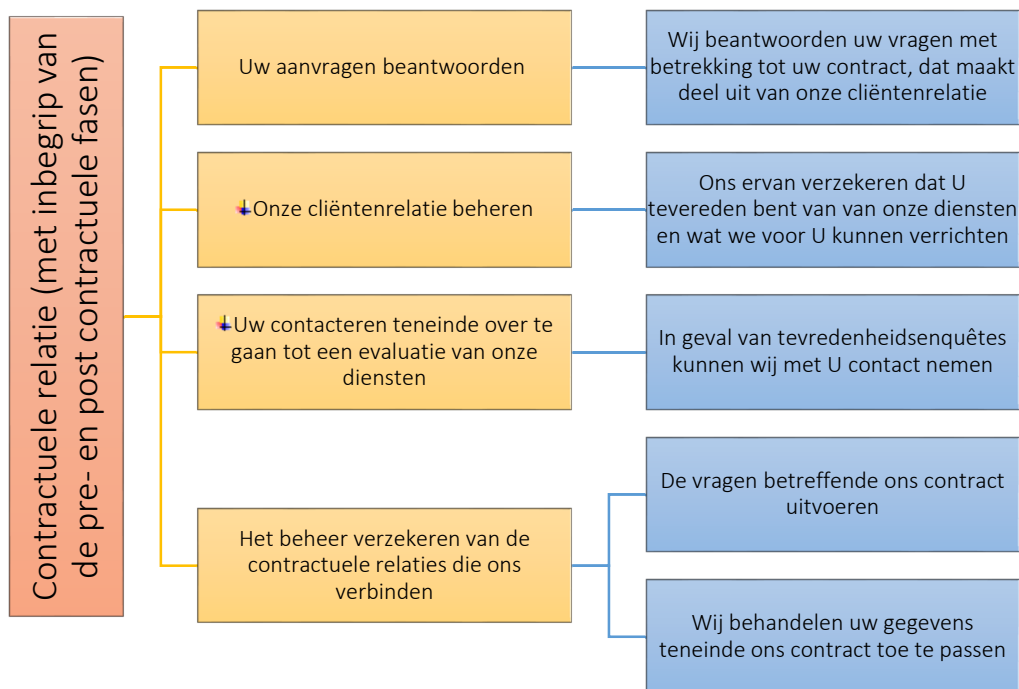 Contractuele relatie (met inbegrip van
de pre- en post contractuele fasen)
Uw aanvragen beantwoorden
Wij beantwoorden uw vragen met
betrekking tot uw contract, dat maakt
deel uit van onze cliëntenrelatie
Onze cliëntenrelatie beheren
Ons ervan verzekeren dat U
tevereden bent van van onze diensten
en wat we voor U kunnen verrichten
Uw contacteren teneinde over te
gaan tot een evaluatie van onze
diensten
In geval van tevredenheidsenquêtes
kunnen wij met U contact nemen
Het beheer verzekeren van de
contractuele relaties die ons
verbinden
De vragen betreffende ons contract
uitvoeren
Wij behandelen uw gegevens
teneinde ons contract toe te passen